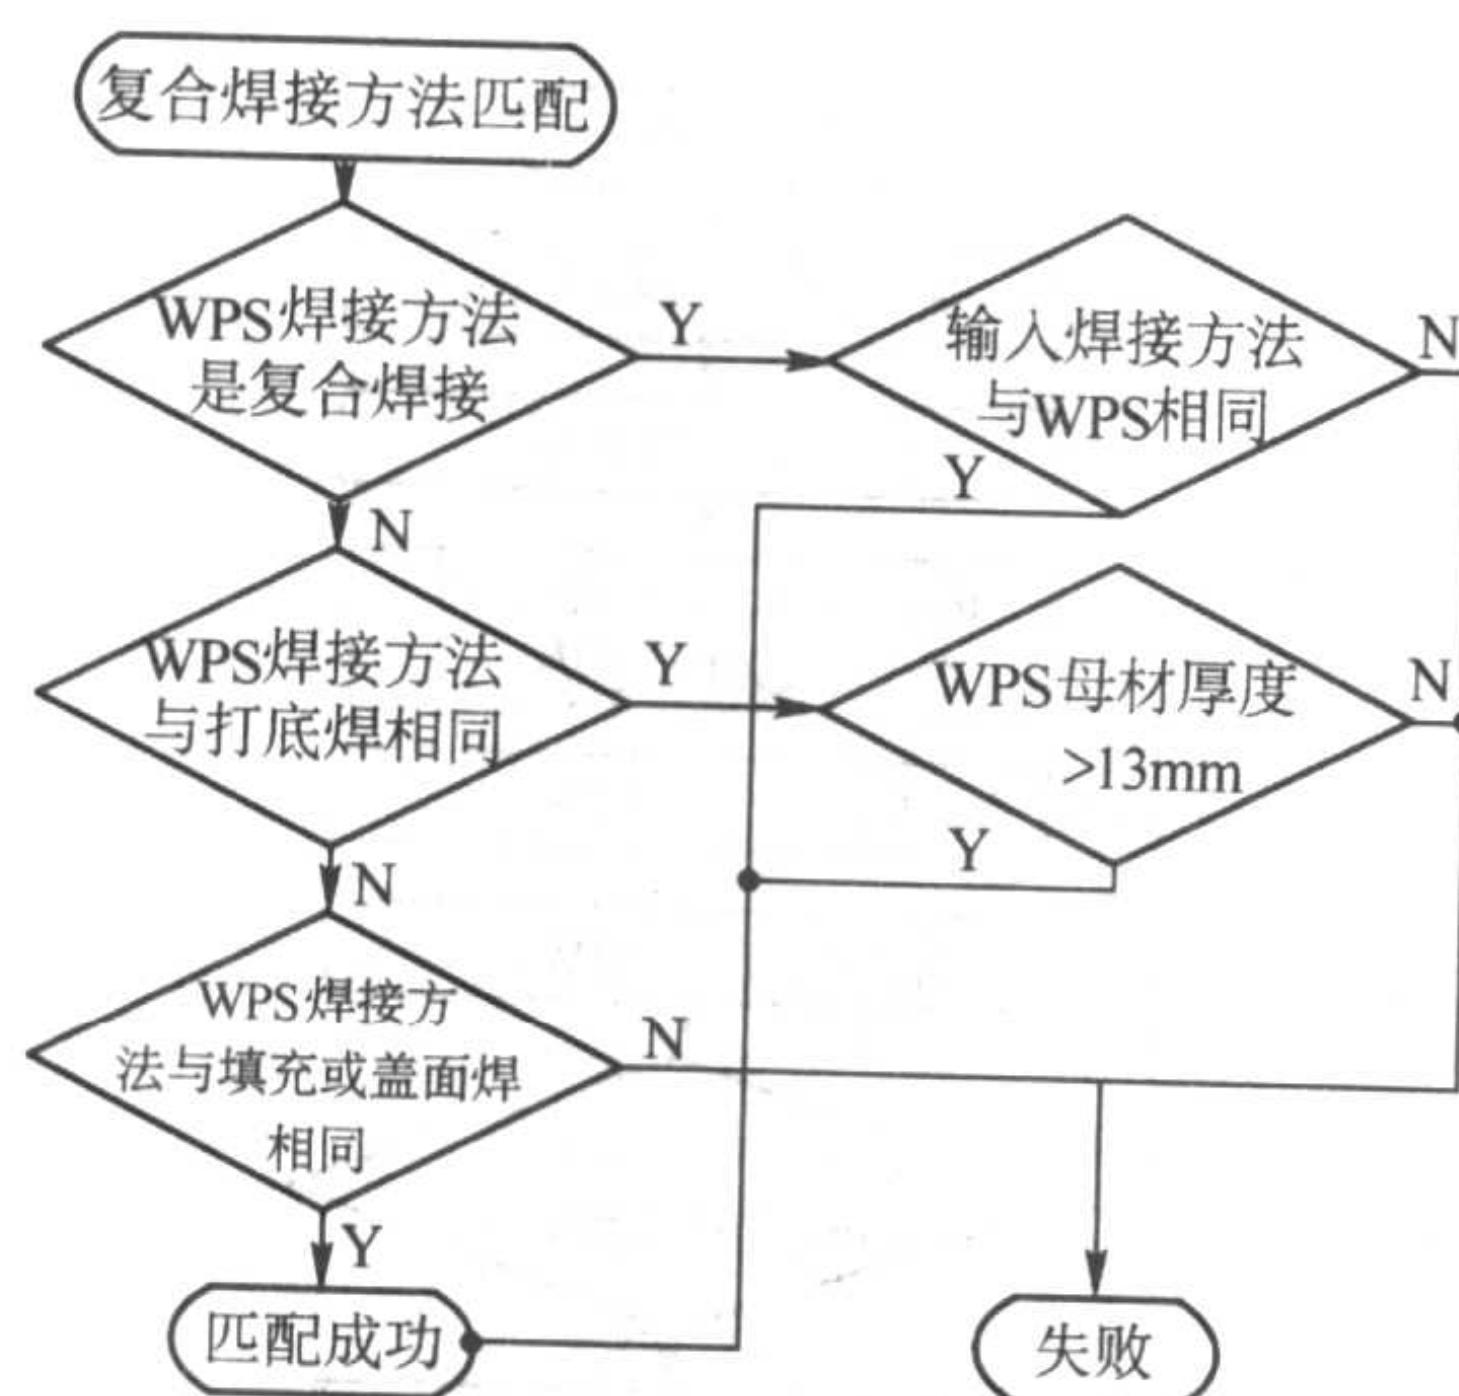 复合焊接方法匹配
WPS焊接方法
是复合焊接
Y
输入焊接方法
与WPS相同
N
Y
N
WPS焊接方法
与打底焊相同
Y
WPS母材厚度
>13mm
N
Y
N
WPS焊接方
法与填充或盖面焊
相同
N
Y
匹配成功
失败